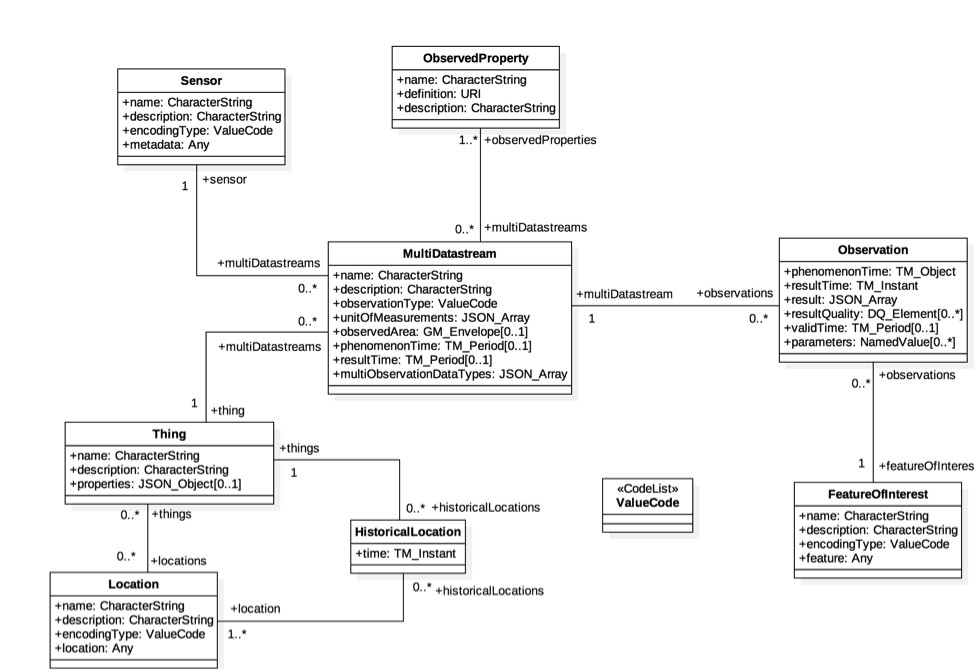 ObservedProperty
+name: CharacterString
+definition: URI
+description: CharacterString
Sensor
+name: CharacterString
+description: CharacterString
+encodingType: ValueCode
+metadata: Any
1..* +observedProperties
1 +sensor
0..* +multiDatastreams
+multiDatastreams
0..*
MultiDatastream
+name: CharacterString
+description: CharacterString
+observationType: ValueCode
+unitOfMeasurements: JSON_Array
+observedArea: GM_Envelope[0..1]
+phenomenonTime: TM_Period[0..1]
+resultTime: TM_Period[0..1]
+multiObservationDataTypes: JSON_Array
+multiDatastream +observations
1 0..*
Observation
+phenomenonTime: TM_Object
+resultTime: TM_Instant
+result: JSON_Array
+resultQuality: DQ_Element[0..*]
+validTime: TM_Period[0..1]
+parameters: NamedValue[0..*]
0..*
+multiDatastreams
+observations
0..*
1
+thing
Thing
+name: CharacterString
+description: CharacterString
+properties: JSON_Object[0..1]
+things
1
1 +featureOfInteres
FeatureOfInterest
+name: CharacterString
+description: CharacterString
+encodingType: ValueCode
+feature: Any
«CodeList»
ValueCode
0..* +historicalLocations
HistoricalLocation
+time: TM_Instant
0..* +historicalLocations
0..* +things
0..* +locations
Location
+name: CharacterString
+description: CharacterString
+encodingType: ValueCode
+location: Any
+location
1..*